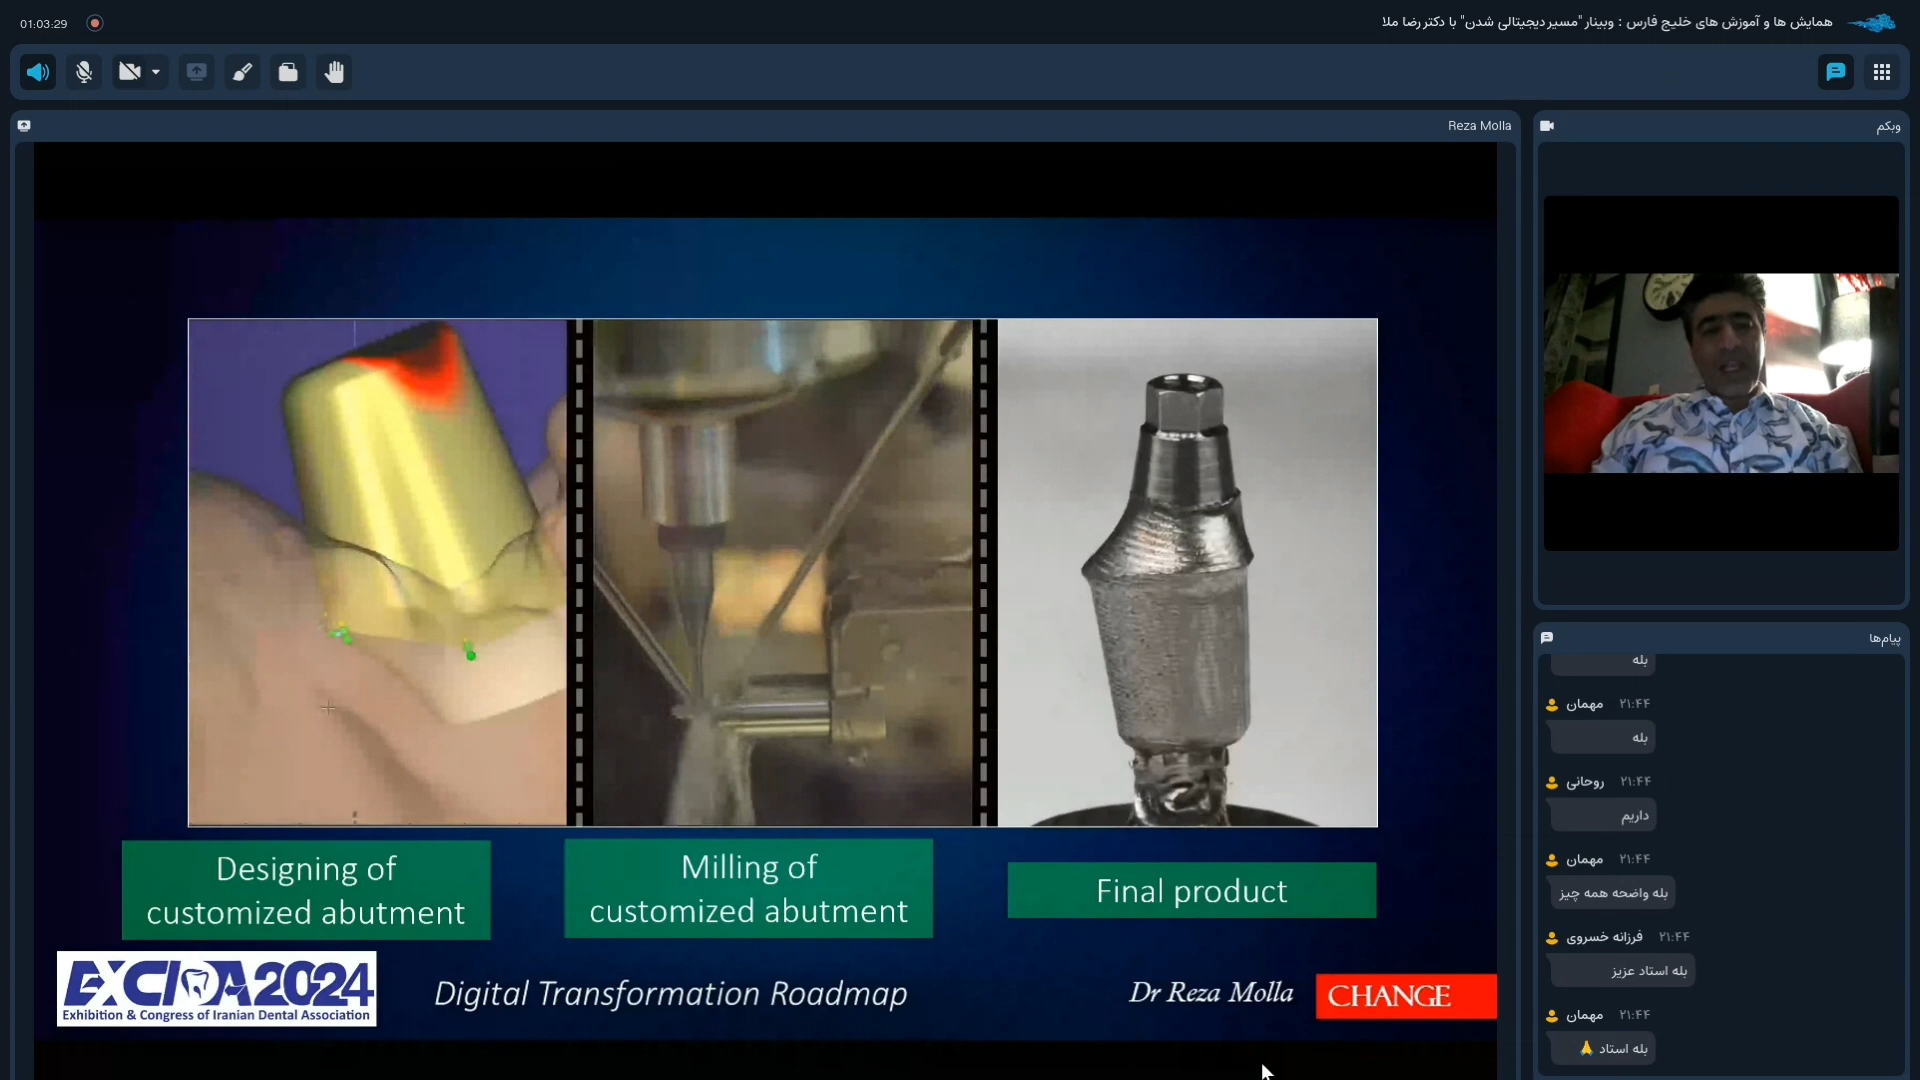 01:03:29
همایش ها و آموزش های خلیج فارس : وبینار "مسیر دیجیتالی شدن" با دکتر رضا ملا
Reza Molla
Designing of
customized abutment
Milling of
customized abutment
Final product
EXCIDA2024
Exhibition & Congress of Iranian Dental Association
Digital Transformation Roadmap
Dr Reza Molla
CHANGE
وبکم
پیام‌ها
بله
مهمان ۲۱:۴۴
بله
روحانی ۲۱:۴۴
داریم
مهمان ۲۱:۴۴
بله واضحه همه چیز
فرزانه خسروی ۲۱:۴۴
بله استاد عزیز
مهمان ۲۱:۴۴
بله استاد 🙏